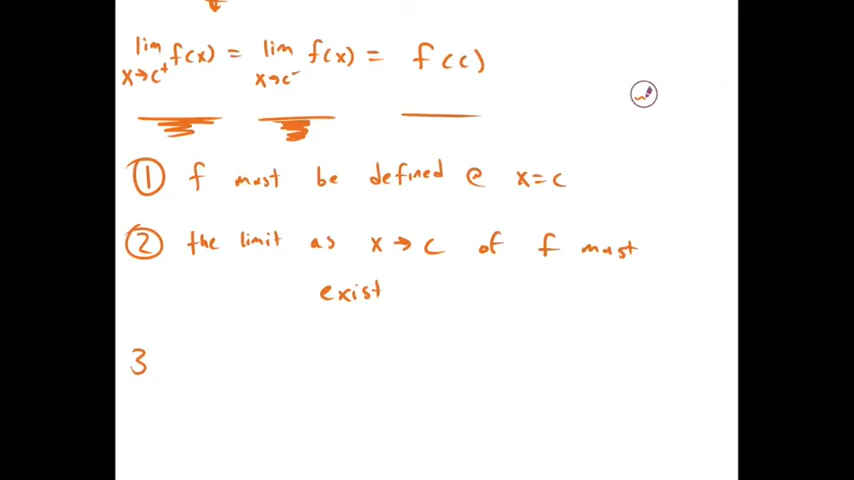 lim f(x) = lim f(x) = f(c)
x→c⁺ x→c⁻
① f must be defined @ x=c
② the limit as x→c of f must
exist
3